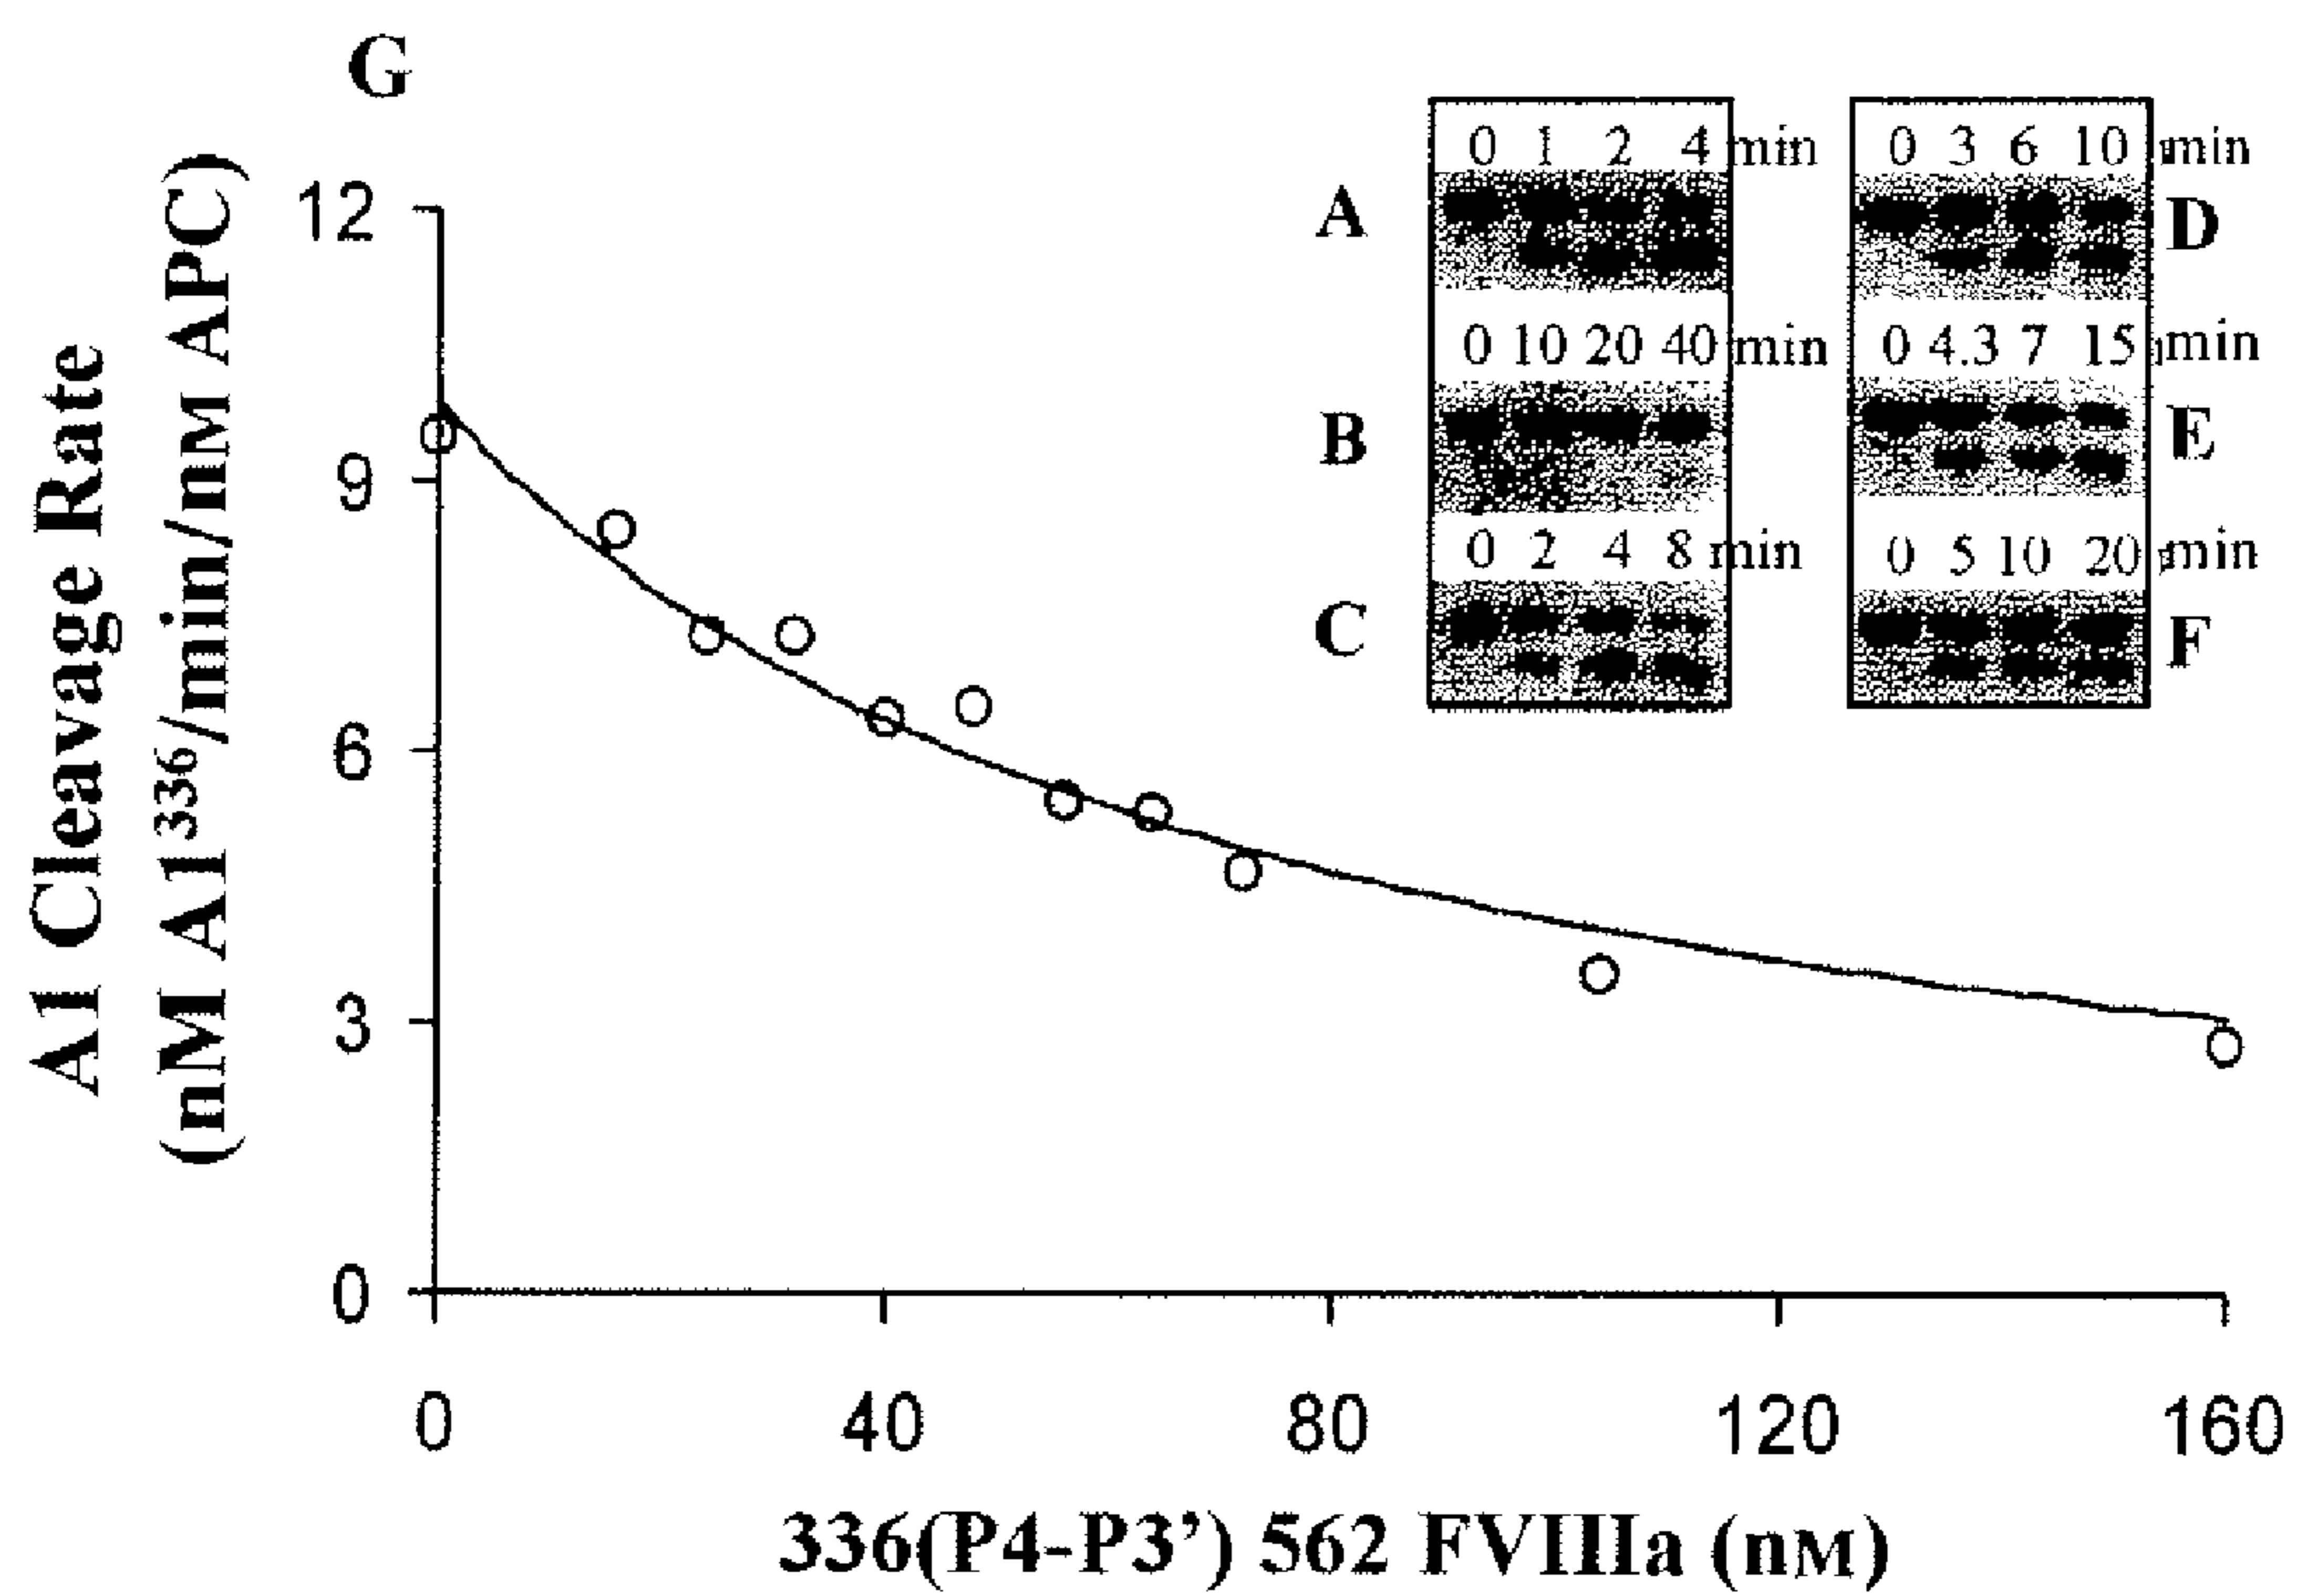 G
A1 Cleavage Rate
(nM A1³³⁶/min/nM APC)
12
9
6
3
0
0 40 80 120 160
336(P4-P3’) 562 FVIIIa (nM)
A
0 1 2 4 min
B
0 10 20 40 min
C
0 2 4 8 min
D
0 3 6 10 min
E
0 4.3 7 15 min
F
0 5 10 20 min